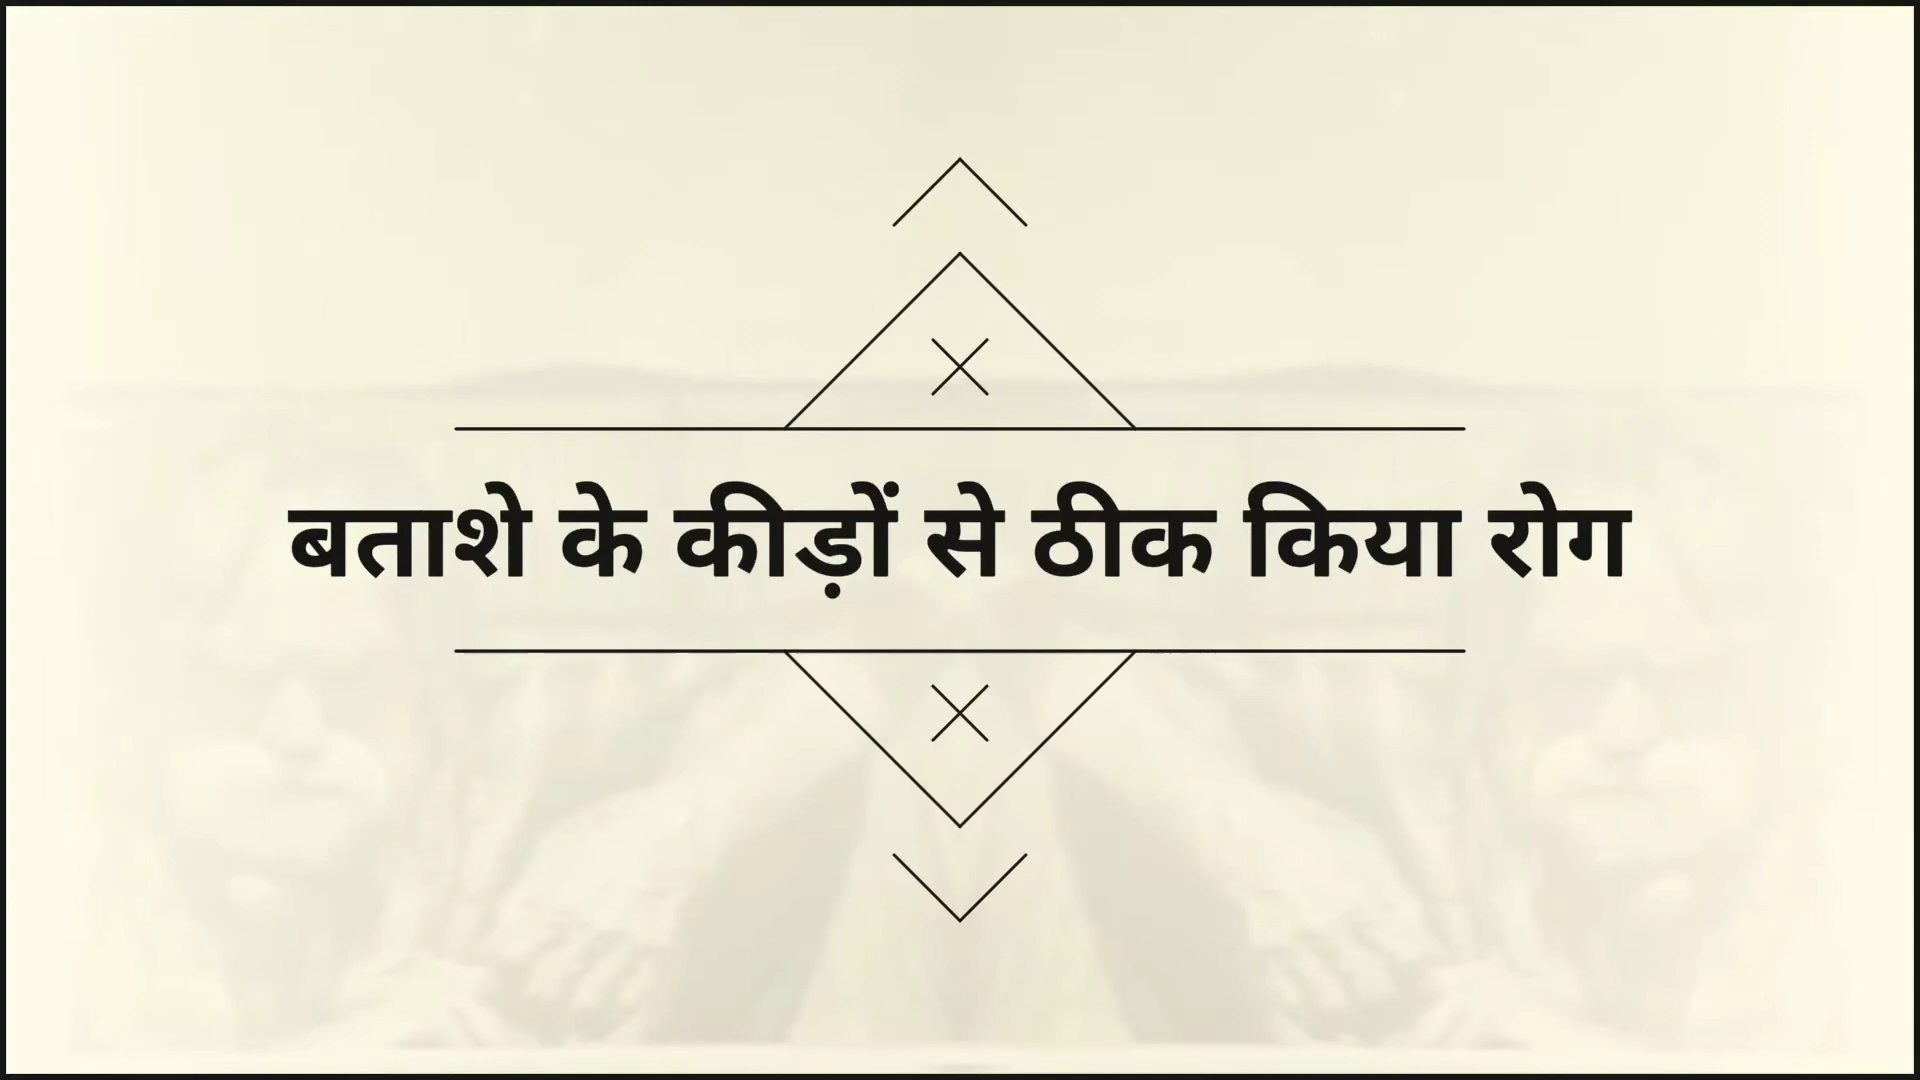 बताशे के कीड़ों से ठीक किया रोग